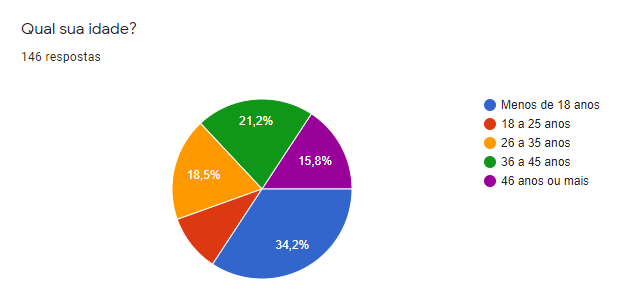 Qual sua idade?
146 respostas
Menos de 18 anos
18 a 25 anos
26 a 35 anos
36 a 45 anos
46 anos ou mais
21,2%
15,8%
18,5%
34,2%